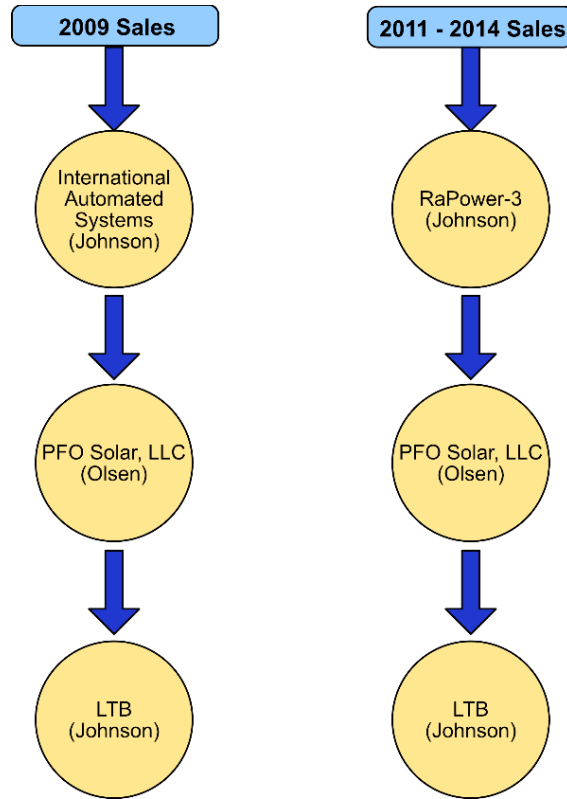 2009 Sales
International
Automated
Systems
(Johnson)
PFO Solar, LLC
(Olsen)
LTB
(Johnson)
2011 - 2014 Sales
RaPower-3
(Johnson)
PFO Solar, LLC
(Olsen)
LTB
(Johnson)